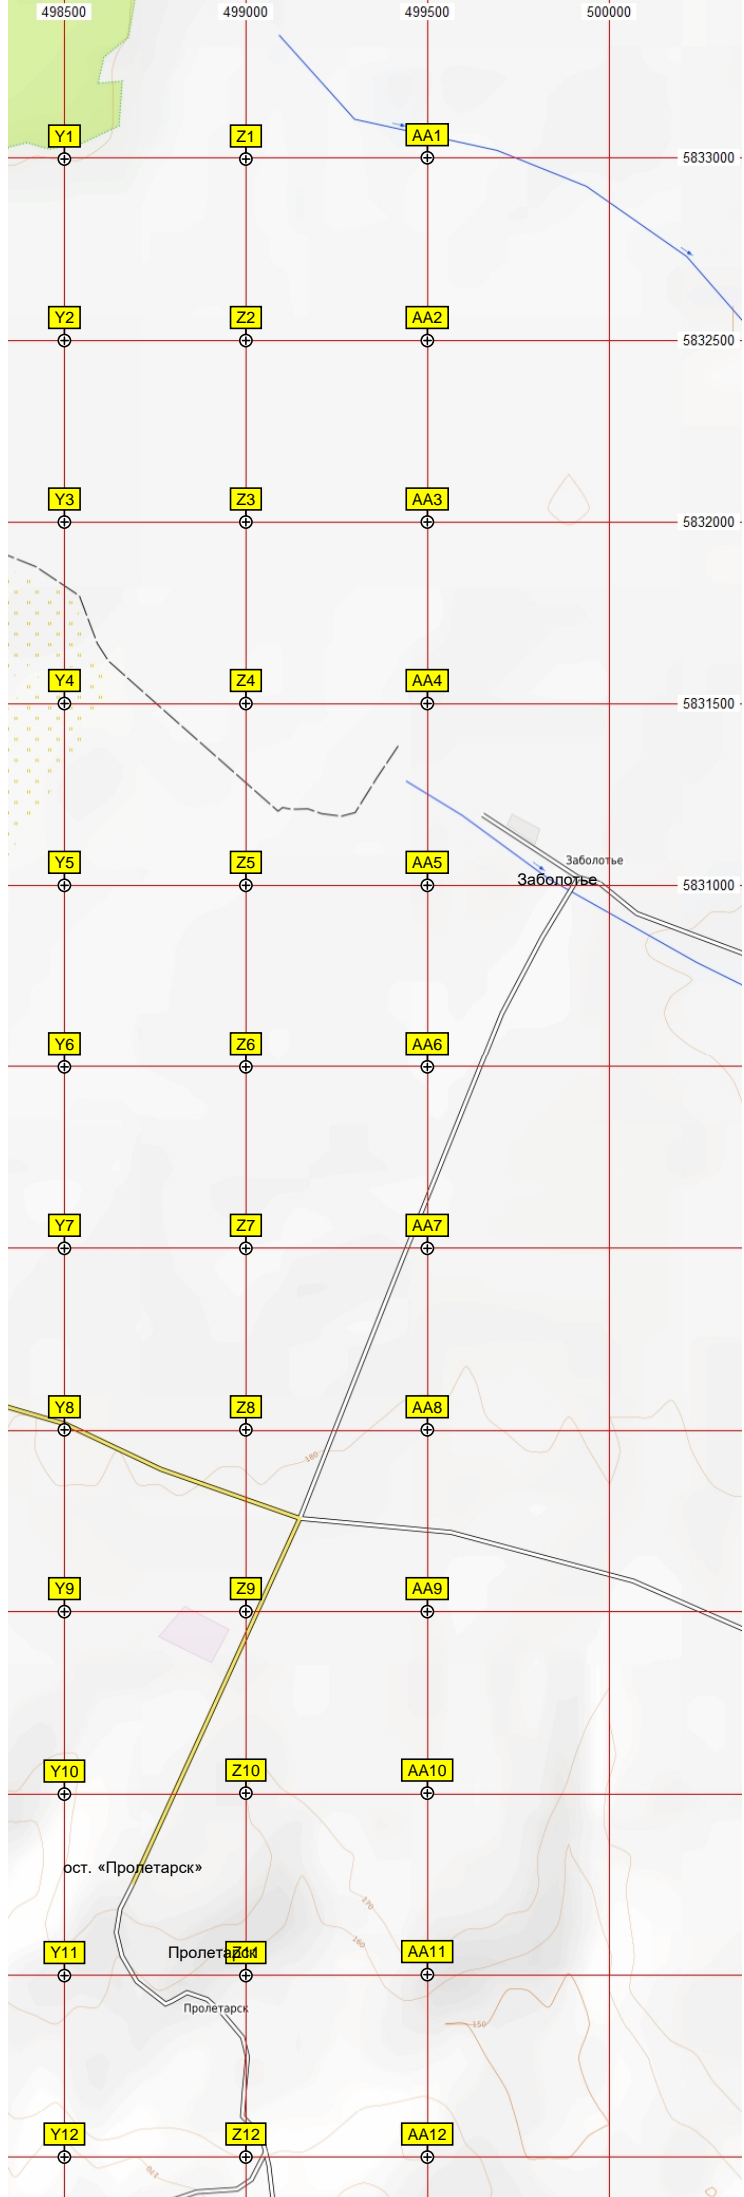 498500 499000 499500 500000
Y1 Z1 AA1
5833000
Y2 Z2 AA2
5832500
Y3 Z3 AA3
5832000
Y4 Z4 AA4
5831500
Y5 Z5 AA5
Заболотье
Заболотье
5831000
Y6 Z6 AA6
Y7 Z7 AA7
Y8 Z8 AA8
180
Y9 Z9 AA9
Y10 Z10 AA10
ост. «Пролетарск»
170
160
Y11 Z11 AA11
Пролетарск
Пролетарск
150
Y12 Z12 AA12